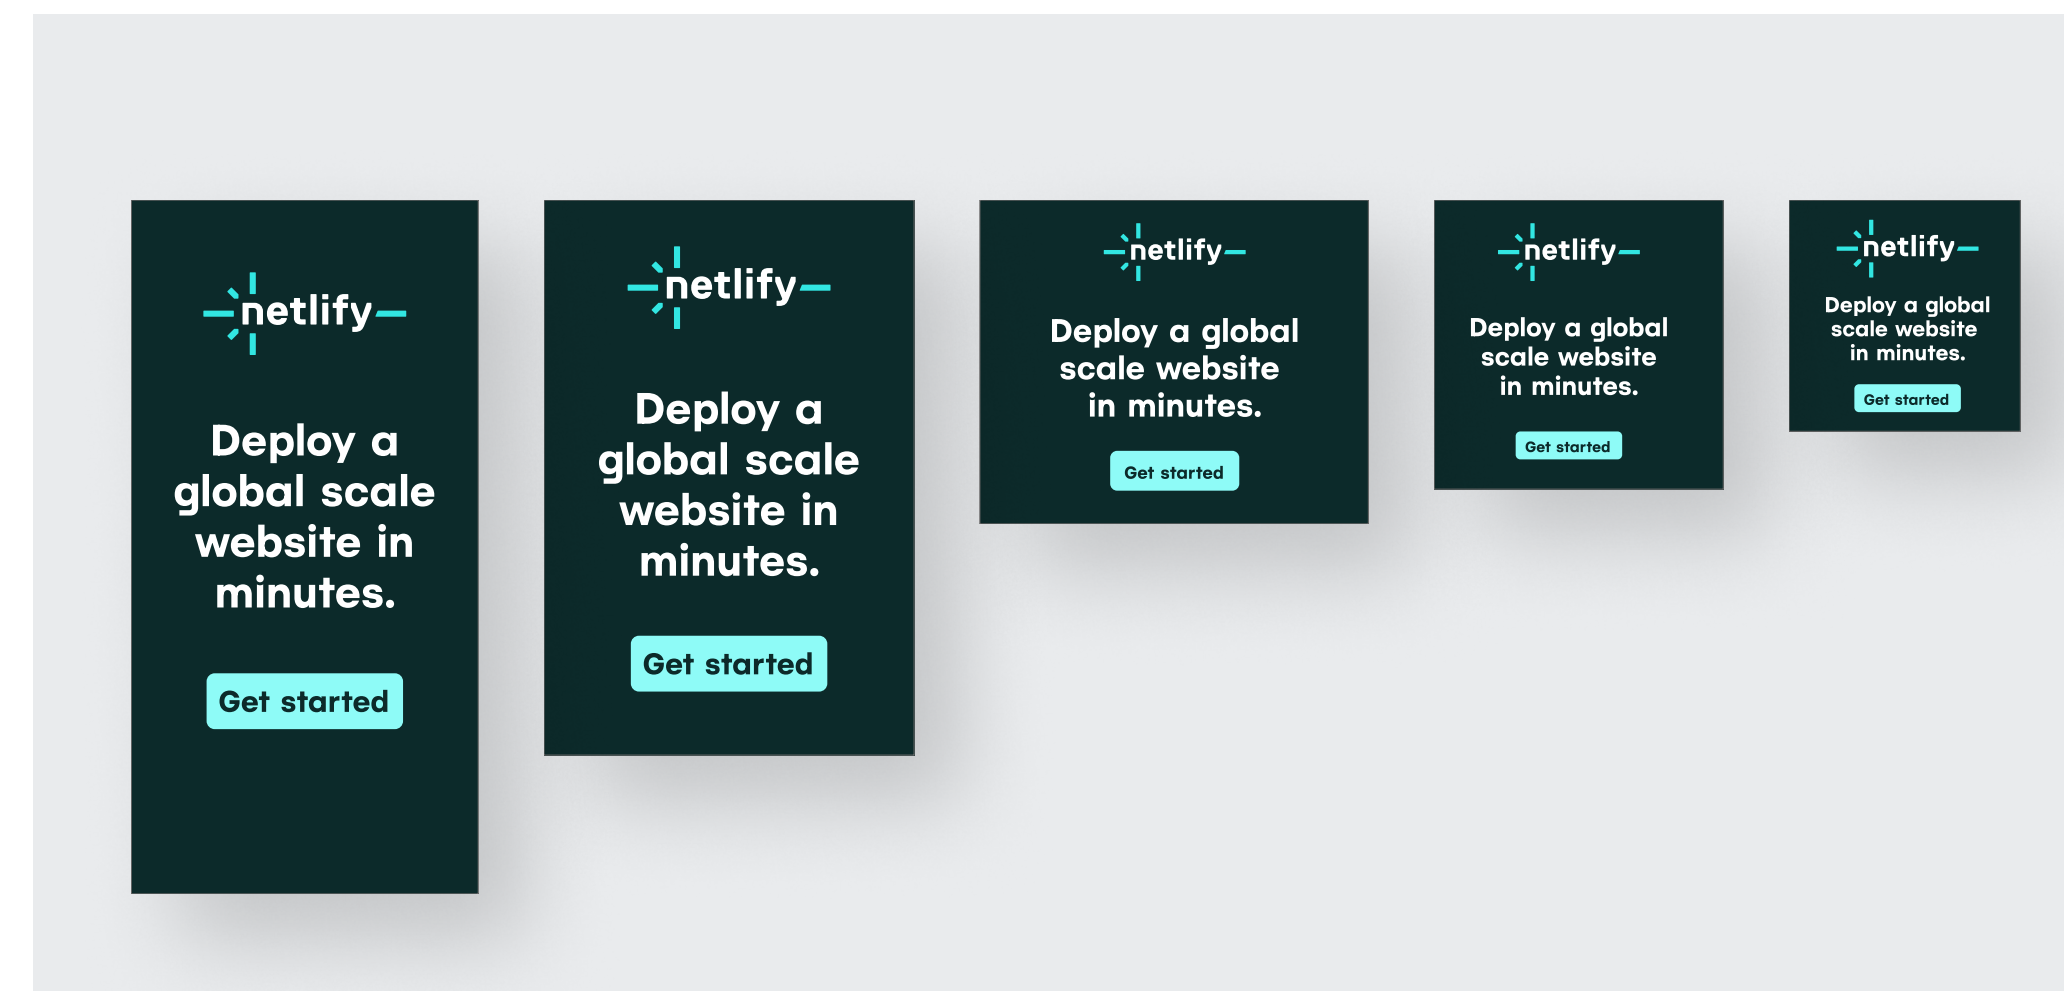 netlify
Deploy a
global scale
website in
minutes.
Get started
netlify
Deploy a
global scale
website in
minutes.
Get started
netlify
Deploy a global
scale website
in minutes.
Get started
netlify
Deploy a global
scale website
in minutes.
Get started
netlify
Deploy a global
scale website
in minutes.
Get started